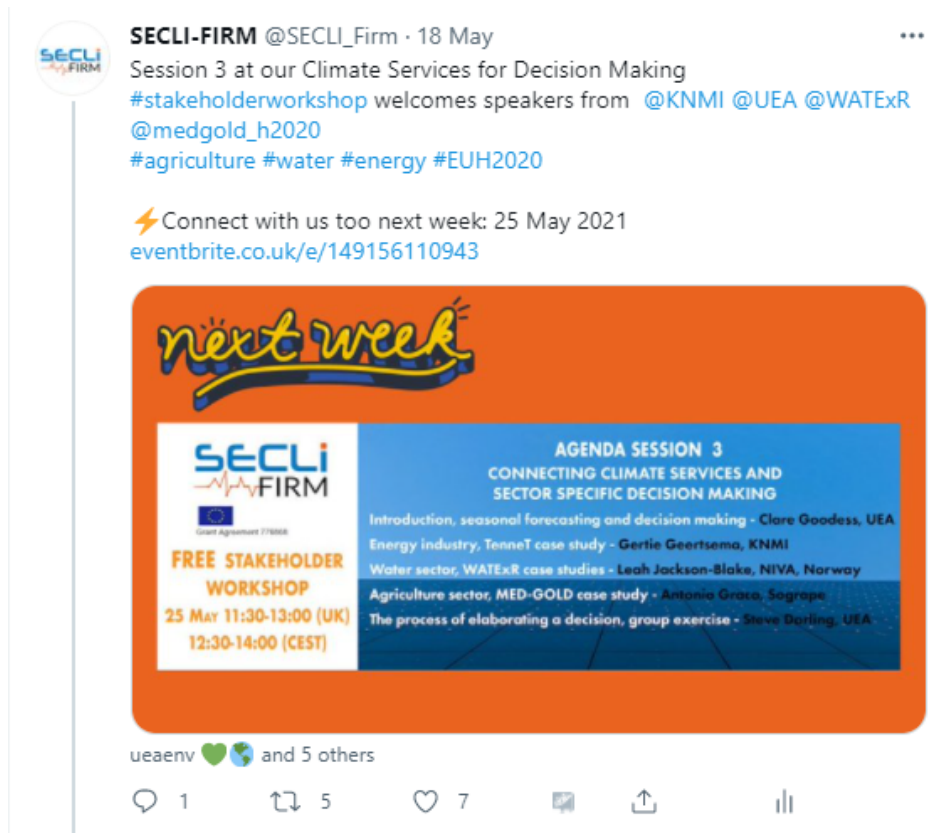 SECLI-FIRM @SECLI_Firm · 18 May
SECLi
FIRM
Session 3 at our Climate Services for Decision Making
#stakeholderworkshop welcomes speakers from @KNMI @UEA @WATExR
@medgold_h2020
#agriculture #water #energy #EUH2020
⚡Connect with us too next week: 25 May 2021
eventbrite.co.uk/e/149156110943
next week
SECLi
FIRM
Grant Agreement 776868
FREE STAKEHOLDER
WORKSHOP
25 MAY 11:30-13:00 (UK)
12:30-14:00 (CEST)
AGENDA SESSION 3
CONNECTING CLIMATE SERVICES AND
SECTOR SPECIFIC DECISION MAKING
Introduction, seasonal forecasting and decision making - Clare Goodess, UEA
Energy industry, TenneT case study - Gertie Geertsema, KNMI
Water sector, WATExR case studies - Leah Jackson-Blake, NIVA, Norway
Agriculture sector, MED-GOLD case study - Antonio Graca, Sogrape
The process of elaborating a decision, group exercise - Steve Dorling, UEA
ueaenv 💚🌎 and 5 others
1 5 7